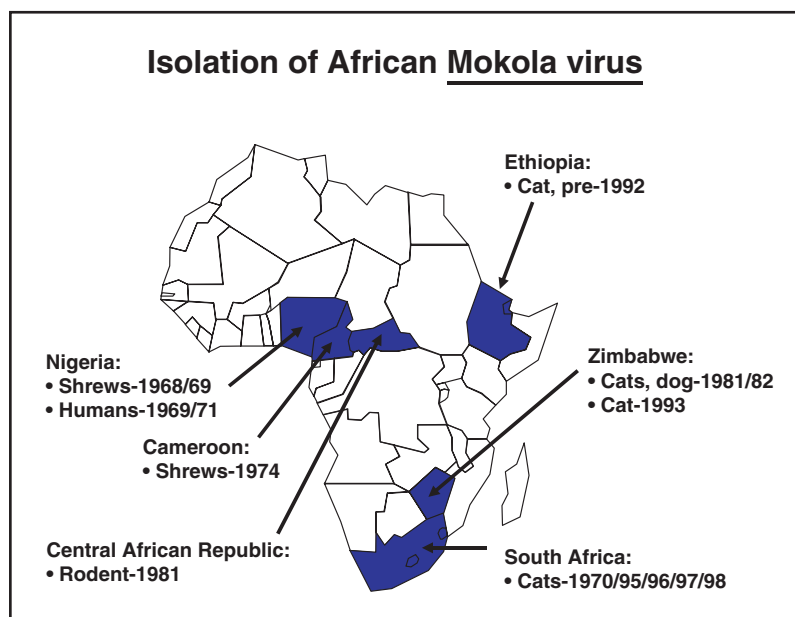 Isolation of African Mokola virus
Ethiopia:
• Cat, pre-1992
Nigeria:
• Shrews-1968/69
• Humans-1969/71
Zimbabwe:
• Cats, dog-1981/82
• Cat-1993
Cameroon:
• Shrews-1974
Central African Republic:
• Rodent-1981
South Africa:
• Cats-1970/95/96/97/98